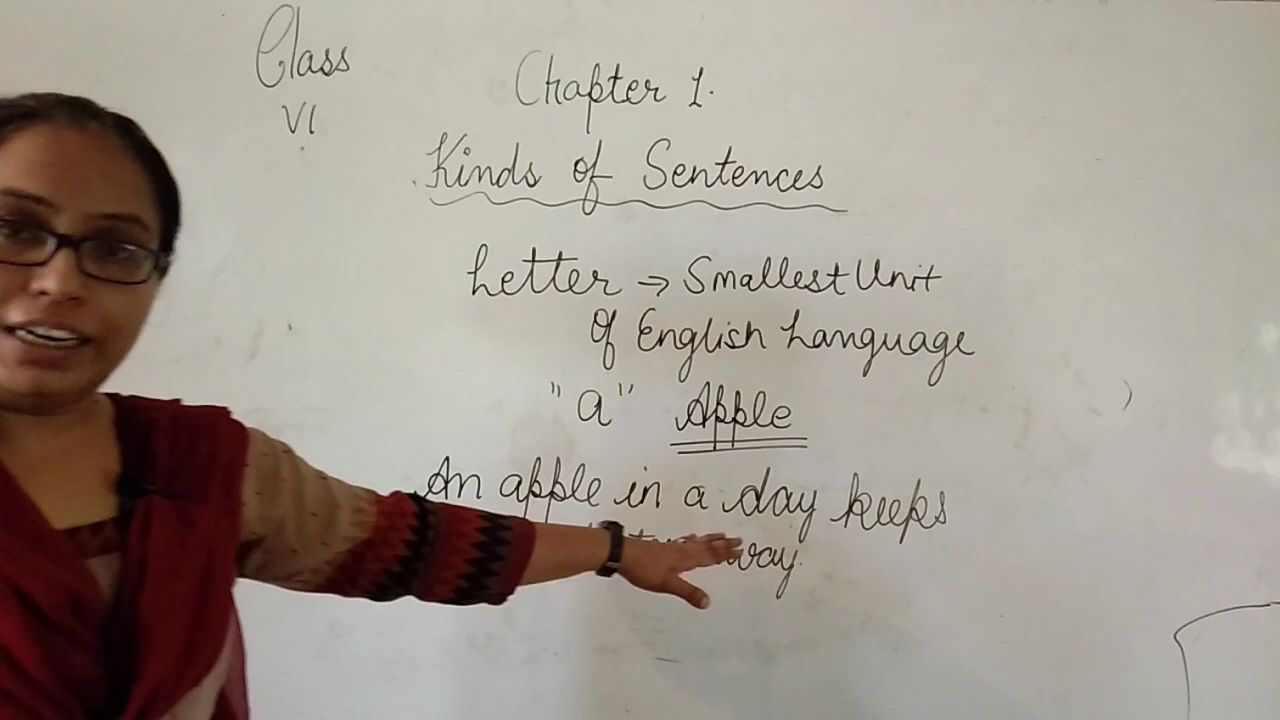 Class
VI
Chapter 1.
Kinds of Sentences
Letter → Smallest Unit
Of English Language
"a" Apple
An apple in a day keeps
way.